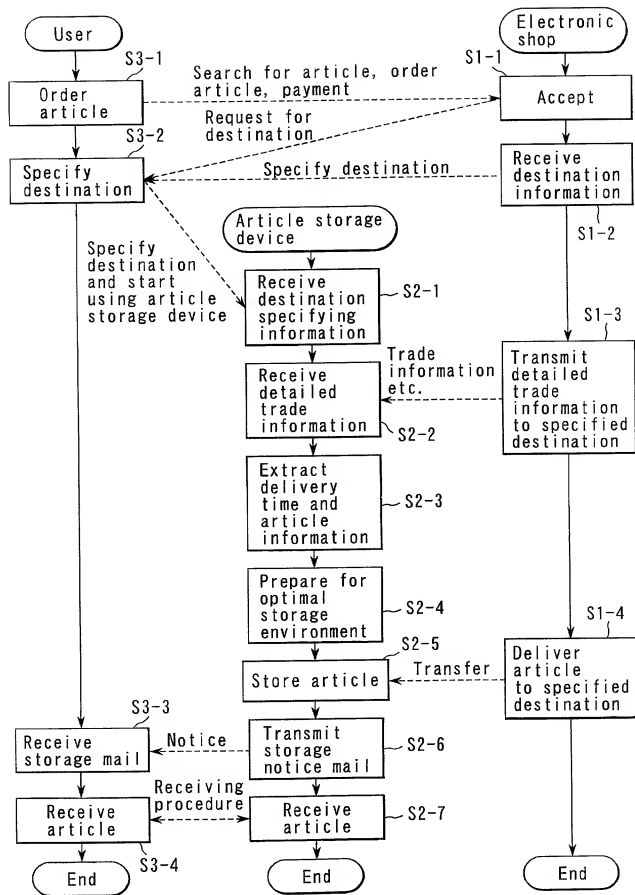 User
Electronic
shop
S3-1
Order
article
Search for article, order
article, payment
S1-1
Accept
S3-2
Request for
destination
Specify
destination
Specify destination
Receive
destination
information
S1-2
Article storage
device
Specify
destination
and start
using article
storage device
Receive
destination
specifying
information
S2-1
S1-3
Receive
detailed
trade
information
S2-2
Trade
information
etc.
Transmit
detailed
trade
information
to specified
destination
Extract
delivery
time and
article
information
S2-3
Prepare for
optimal
storage
environment
S2-4
S2-5
S1-4
Store article
Transfer
Deliver
article
to specified
destination
S3-3
Receive
storage mail
Notice
Transmit
storage
notice mail
S2-6
Receiving
procedure
Receive
article
S3-4
Receive
article
S2-7
End
End
End